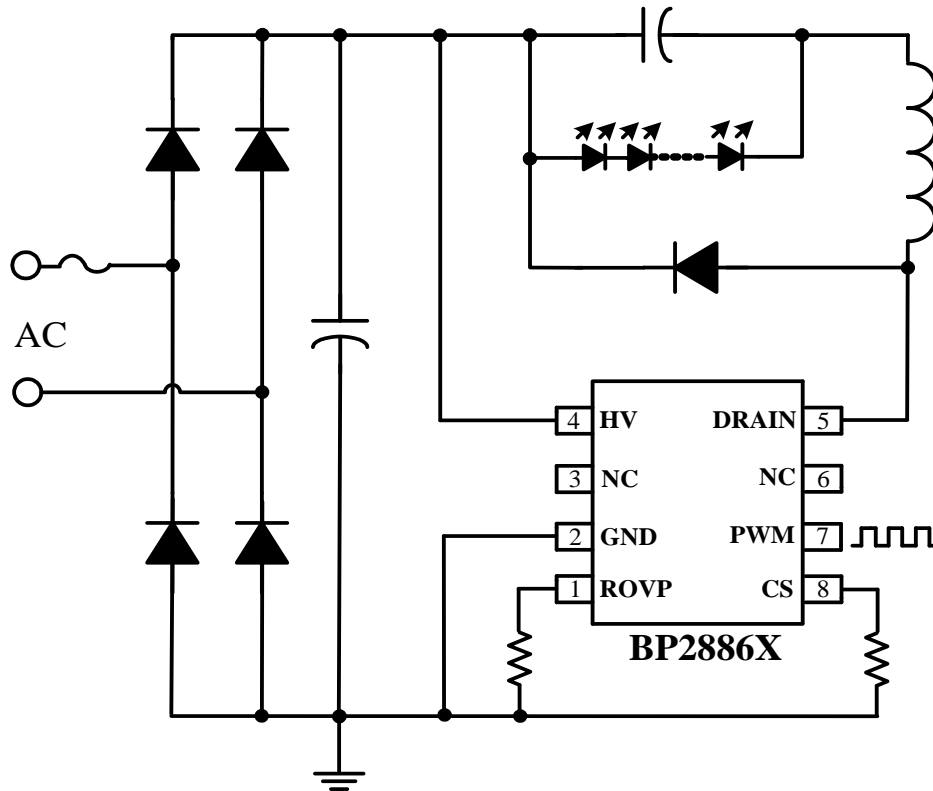 AC
4 HV DRAIN 5
3 NC NC 6
2 GND PWM 7
1 ROVP CS 8
BP2886X